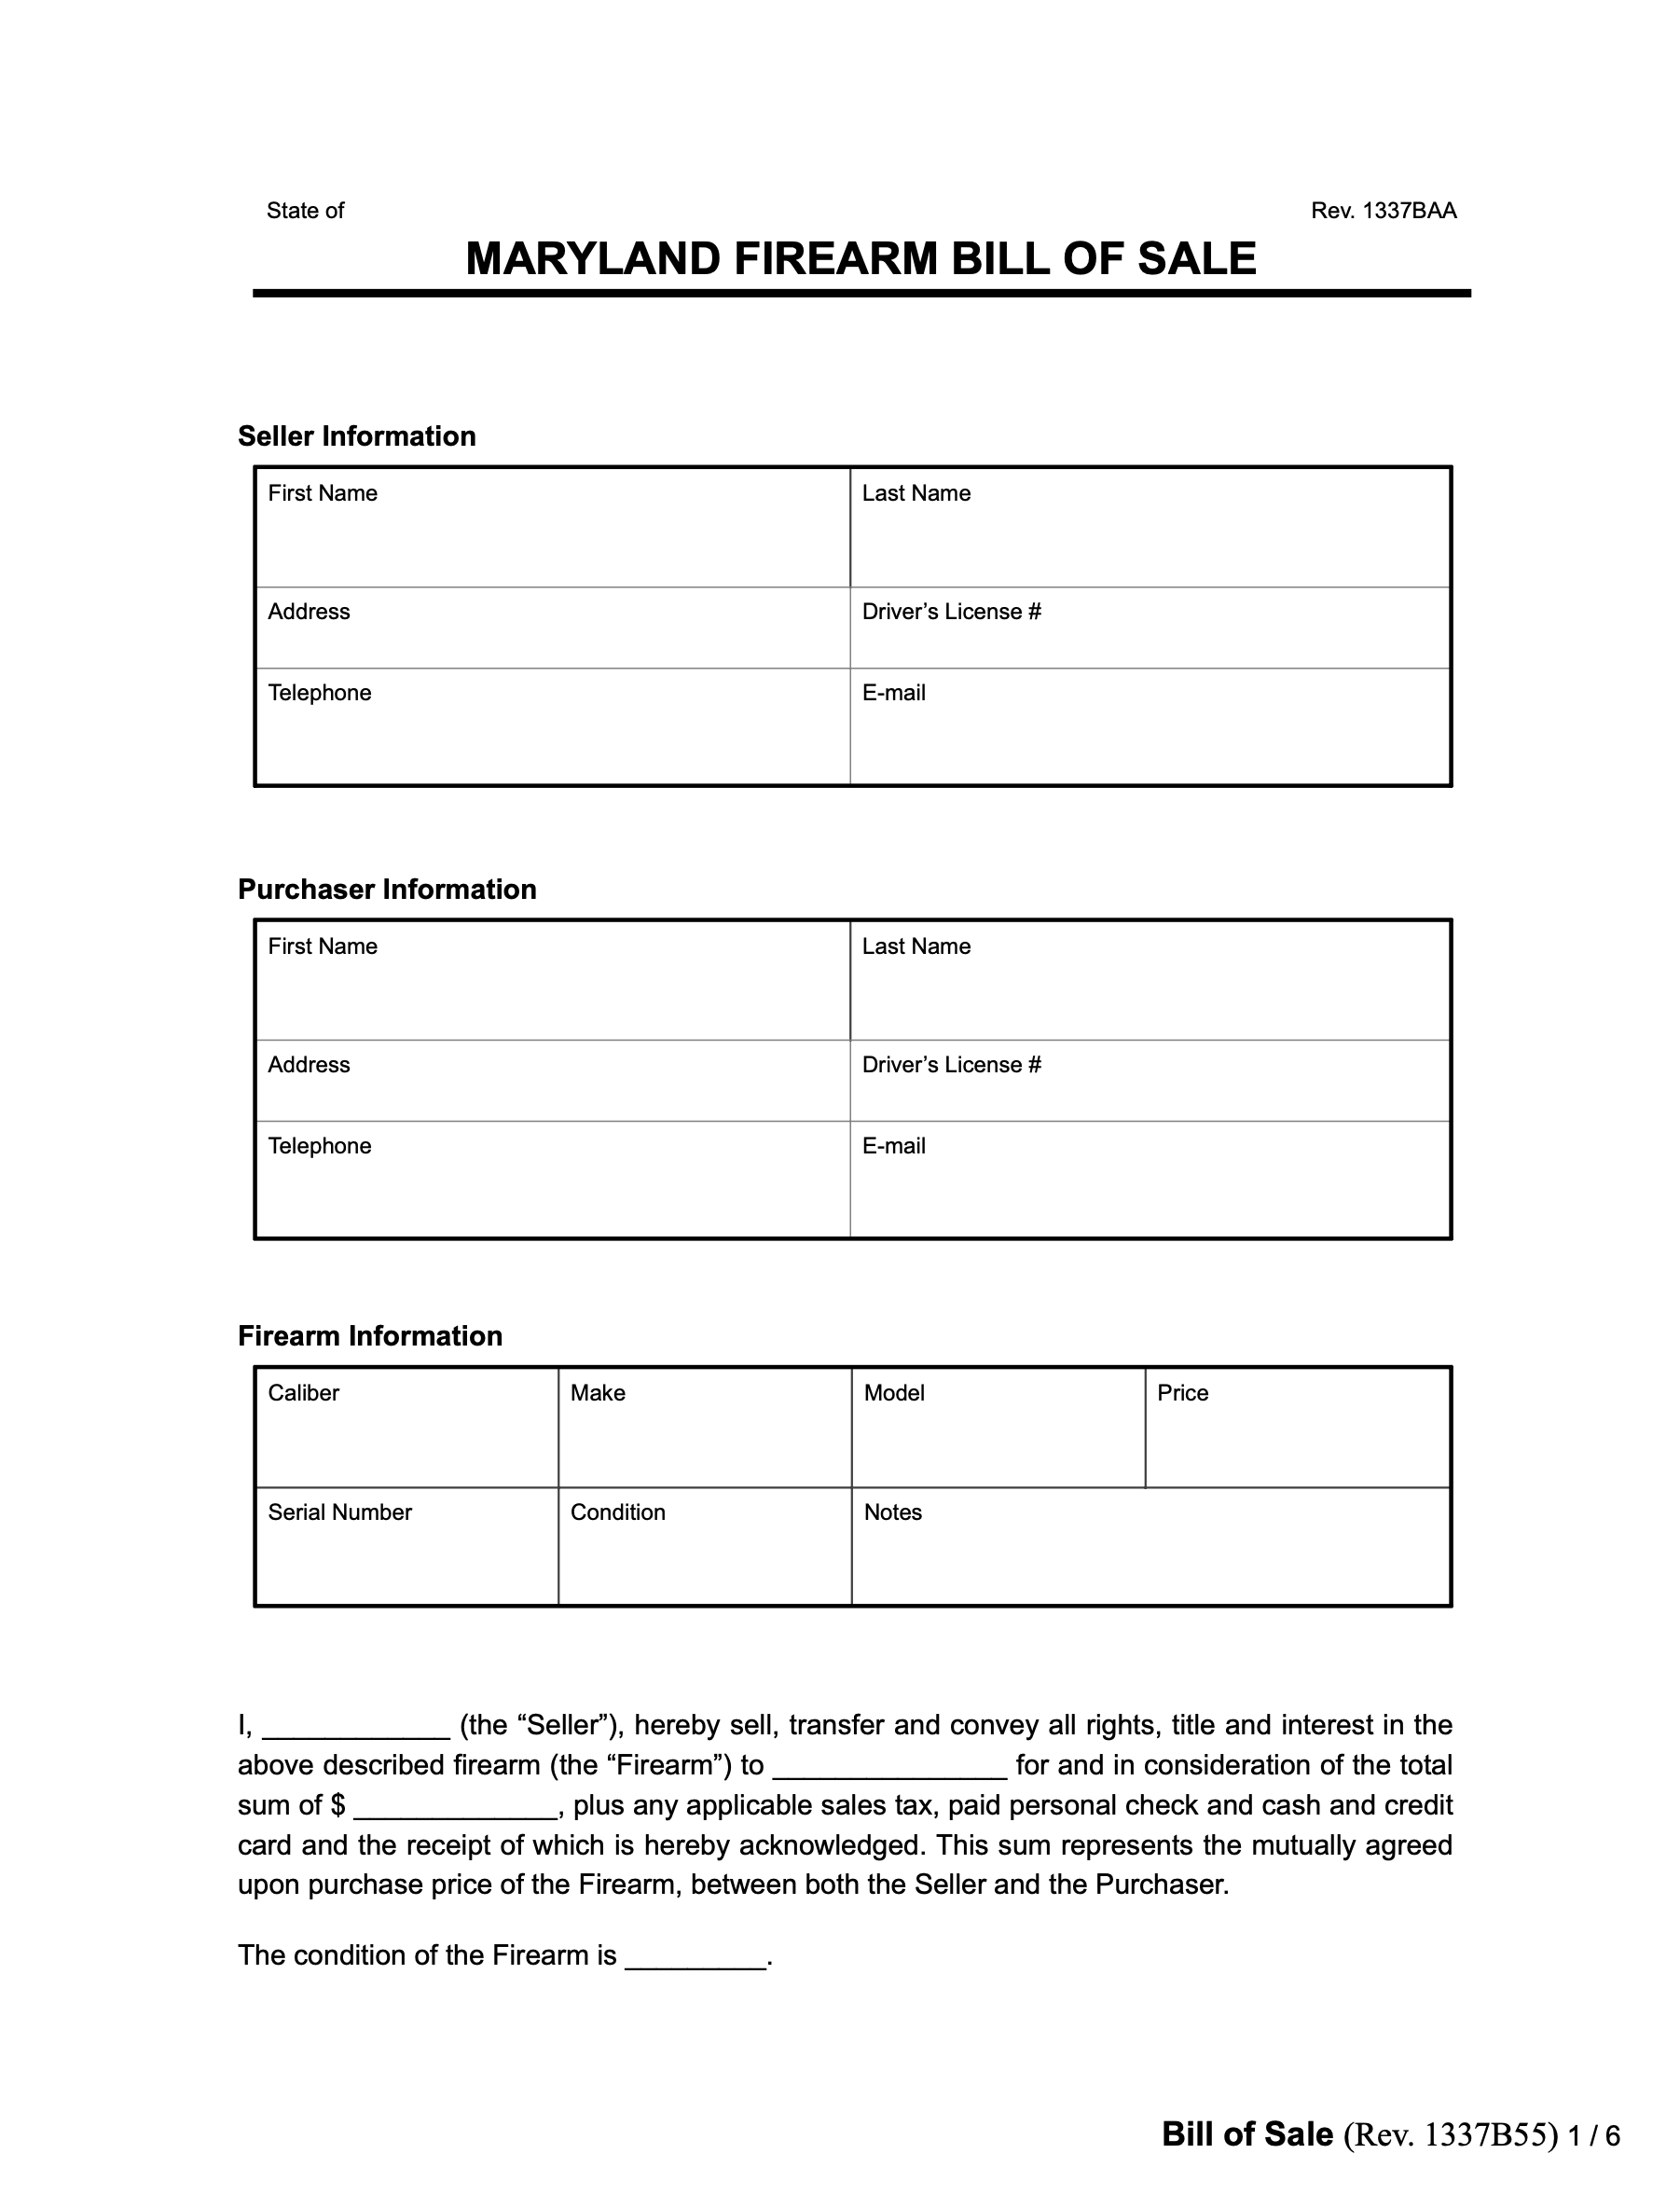 State of Rev. 1337BAA
MARYLAND FIREARM BILL OF SALE
Seller Information
First Name Last Name
Address Driver’s License #
Telephone E-mail
Purchaser Information
First Name Last Name
Address Driver’s License #
Telephone E-mail
Firearm Information
Caliber Make Model Price
Serial Number Condition Notes
I, ____________ (the “Seller”), hereby sell, transfer and convey all rights, title and interest in the
above described firearm (the “Firearm”) to _______________ for and in consideration of the total
sum of $ _____________, plus any applicable sales tax, paid personal check and cash and credit
card and the receipt of which is hereby acknowledged. This sum represents the mutually agreed
upon purchase price of the Firearm, between both the Seller and the Purchaser.
The condition of the Firearm is _________.
Bill of Sale (Rev. 1337B55) 1 / 6